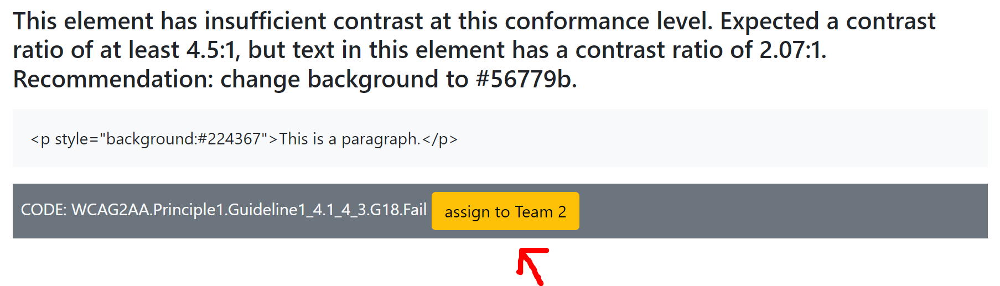 This element has insufficient contrast at this conformance level. Expected a contrast
ratio of at least 4.5:1, but text in this element has a contrast ratio of 2.07:1.
Recommendation: change background to #56779b.
<p style="background:#224367">This is a paragraph.</p>
CODE: WCAG2AA.Principle1.Guideline1_4.1_4_3.G18.Fail assign to Team 2